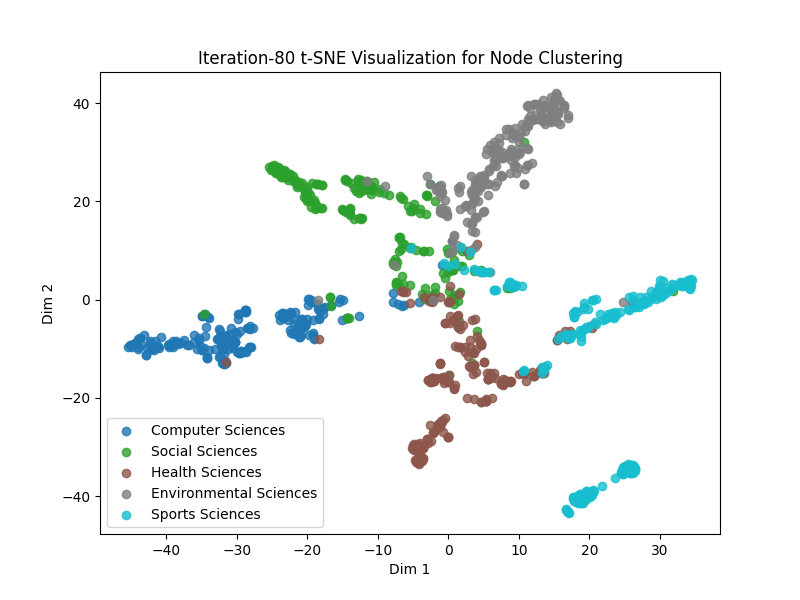 Iteration-80 t-SNE Visualization for Node Clustering
40
20
0
−20
−40
Dim 2
Computer Sciences
Social Sciences
Health Sciences
Environmental Sciences
Sports Sciences
−40 −30 −20 −10 0 10 20 30
Dim 1